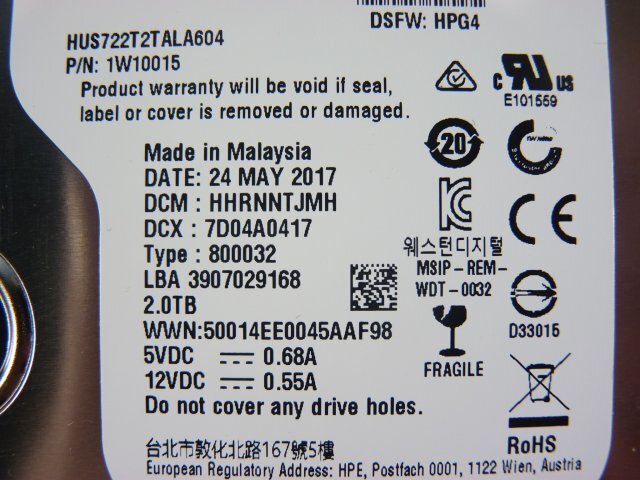 DSFW: HPG4
HUS722T2TALA604
P/N: 1W10015
Product warranty will be void if seal,
label or cover is removed or damaged.
c RU US
E101559
Made in Malaysia
DATE: 24 MAY 2017
DCM : HHRNNTJMH
DCX : 7D04A0417
Type : 800032
LBA 3907029168
2.0TB
WWN:50014EE0045AAF98
5VDC 0.68A
12VDC 0.55A
Do not cover any drive holes.
20
CE
웨스턴디지털
MSIP-REM-
WDT-0032
D33015
FRAGILE
RoHS
台北市敦化北路167號5樓
European Regulatory Address: HPE, Postfach 0001, 1122 Wien, Austria